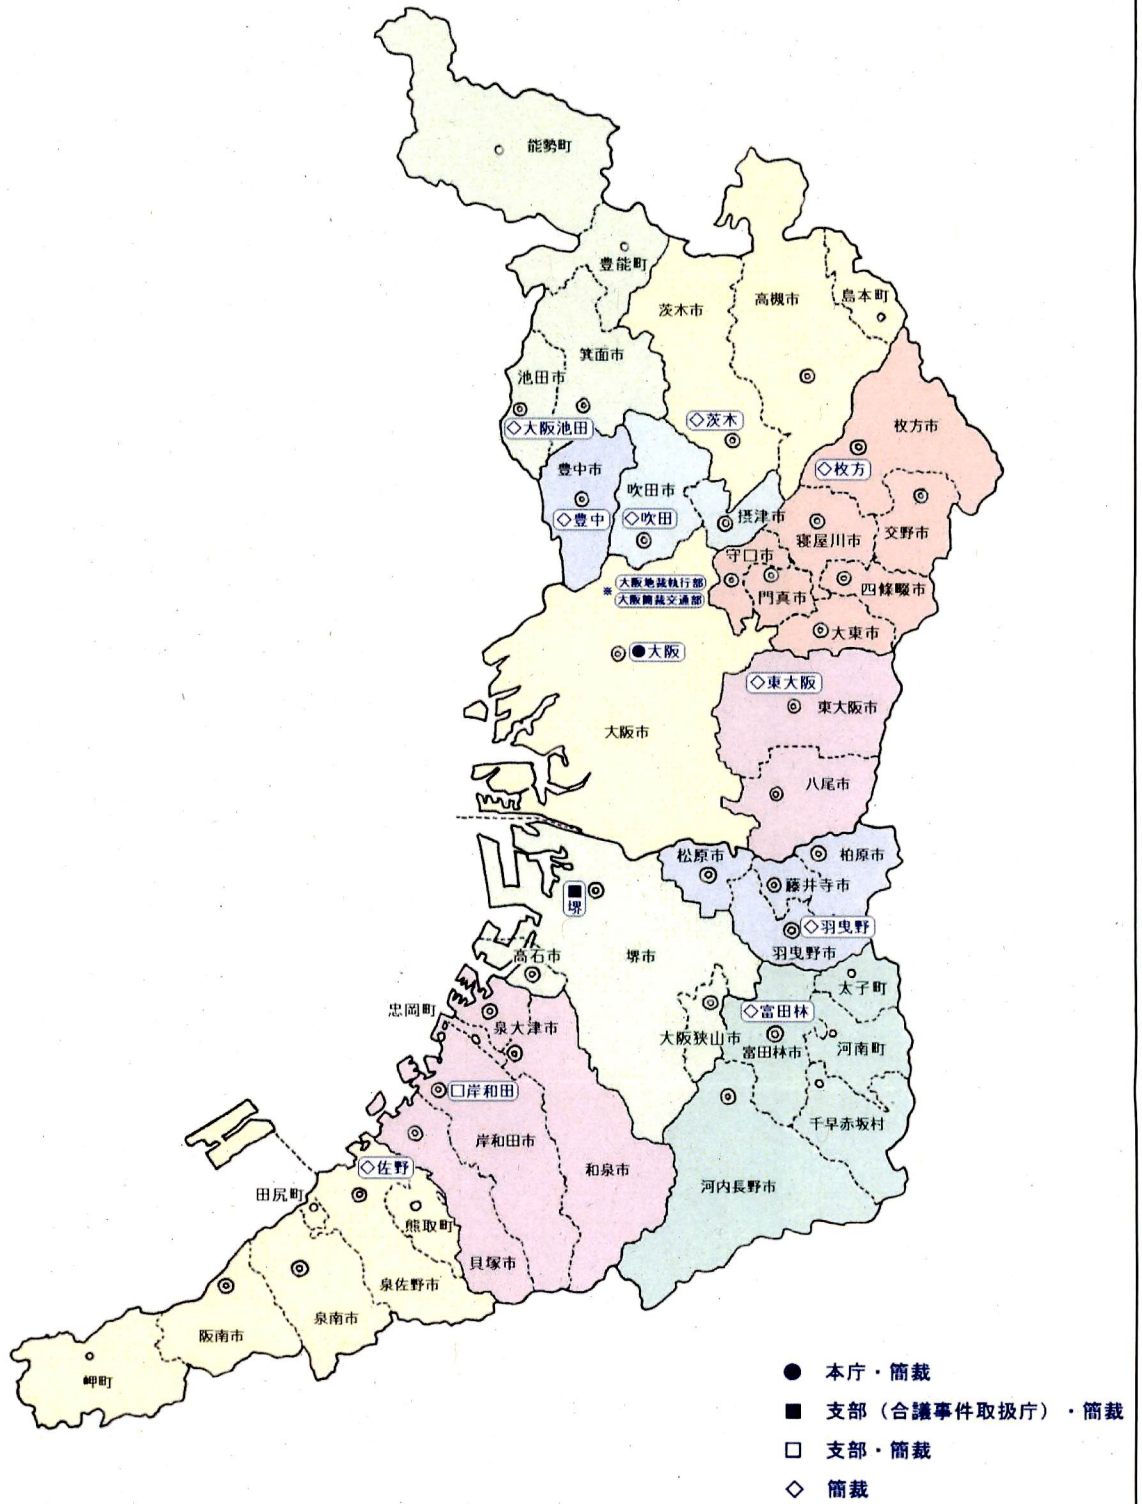 能勢町
豊能町
茨木市
高槻市
島本町
箕面市
池田市
◇大阪池田
◇茨木
枚方市
◇枚方
豊中市
◇豊中
吹田市
◇吹田
摂津市
寝屋川市
交野市
守口市
門真市
四條畷市
大東市
※
大阪地裁執行部
大阪簡裁交通部
●大阪
大阪市
◇東大阪
東大阪市
八尾市
松原市
柏原市
藤井寺市
◇羽曳野
羽曳野市
■堺
堺市
高石市
太子町
◇富田林
富田林市
河南町
大阪狭山市
千早赤坂村
河内長野市
忠岡町
泉大津市
□岸和田
岸和田市
和泉市
貝塚市
◇佐野
田尻町
熊取町
泉佐野市
泉南市
阪南市
岬町
● 本庁・簡裁
■ 支部（合議事件取扱庁）・簡裁
□ 支部・簡裁
◇ 簡裁